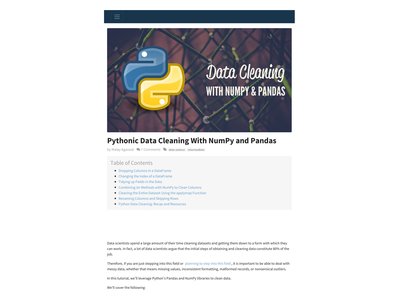 Data Cleaning
WITH NUMPY & PANDAS
Pythonic Data Cleaning With NumPy and Pandas
by Malay Agarwal 7 Comments data-science intermediate
Table of Contents
Dropping Columns in a DataFrame
Changing the Index of a DataFrame
Tidying up Fields in the Data
Combining str Methods with NumPy to Clean Columns
Cleaning the Entire Dataset Using the applymap Function
Renaming Columns and Skipping Rows
Python Data Cleaning: Recap and Resources
Data scientists spend a large amount of their time cleaning datasets and getting them down to a form with which they
can work. In fact, a lot of data scientists argue that the initial steps of obtaining and cleaning data constitute 80% of the
job.
Therefore, if you are just stepping into this field or planning to step into this field, it is important to be able to deal with
messy data, whether that means missing values, inconsistent formatting, malformed records, or nonsensical outliers.
In this tutorial, we'll leverage Python's Pandas and NumPy libraries to clean data.
We'll cover the following: